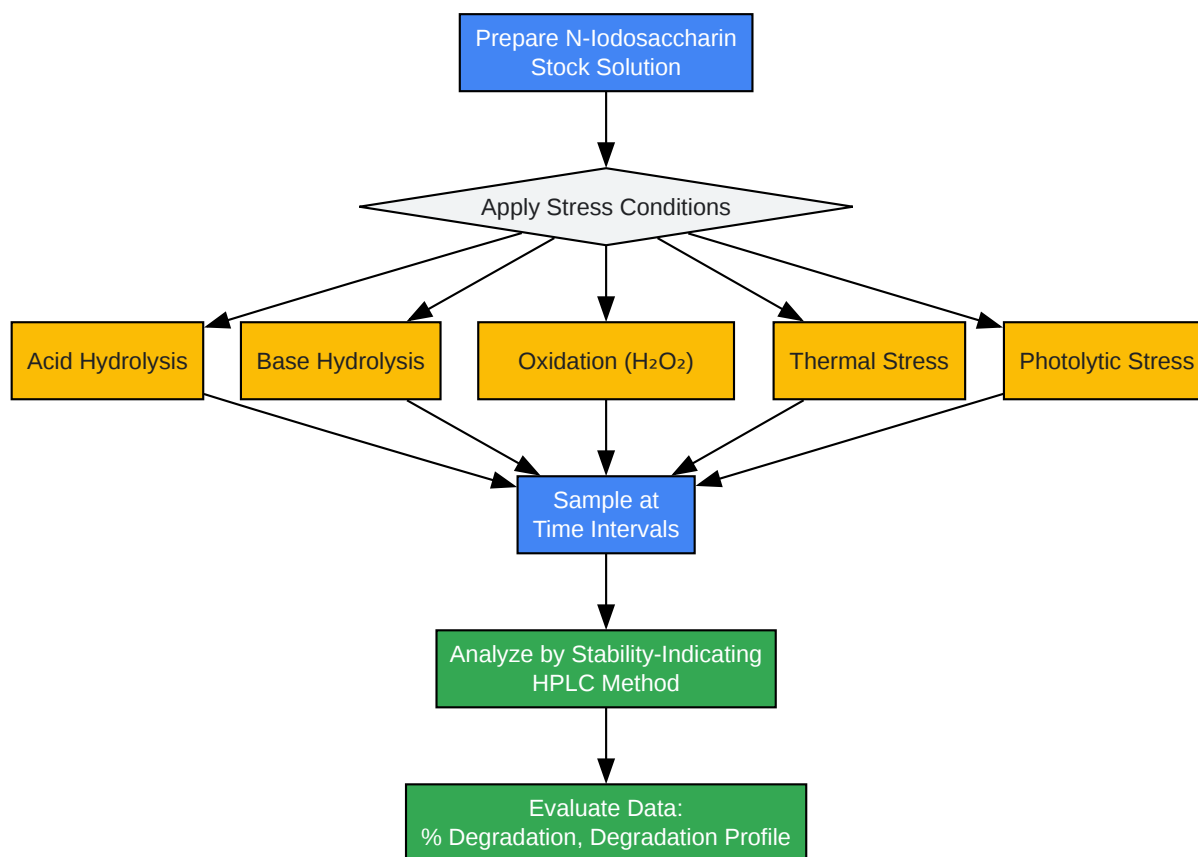 Prepare N-Iodosaccharin
Stock Solution
Apply Stress Conditions
Acid Hydrolysis
Base Hydrolysis
Oxidation (H₂O₂)
Thermal Stress
Photolytic Stress
Sample at
Time Intervals
Analyze by Stability-Indicating
HPLC Method
Evaluate Data:
% Degradation, Degradation Profile